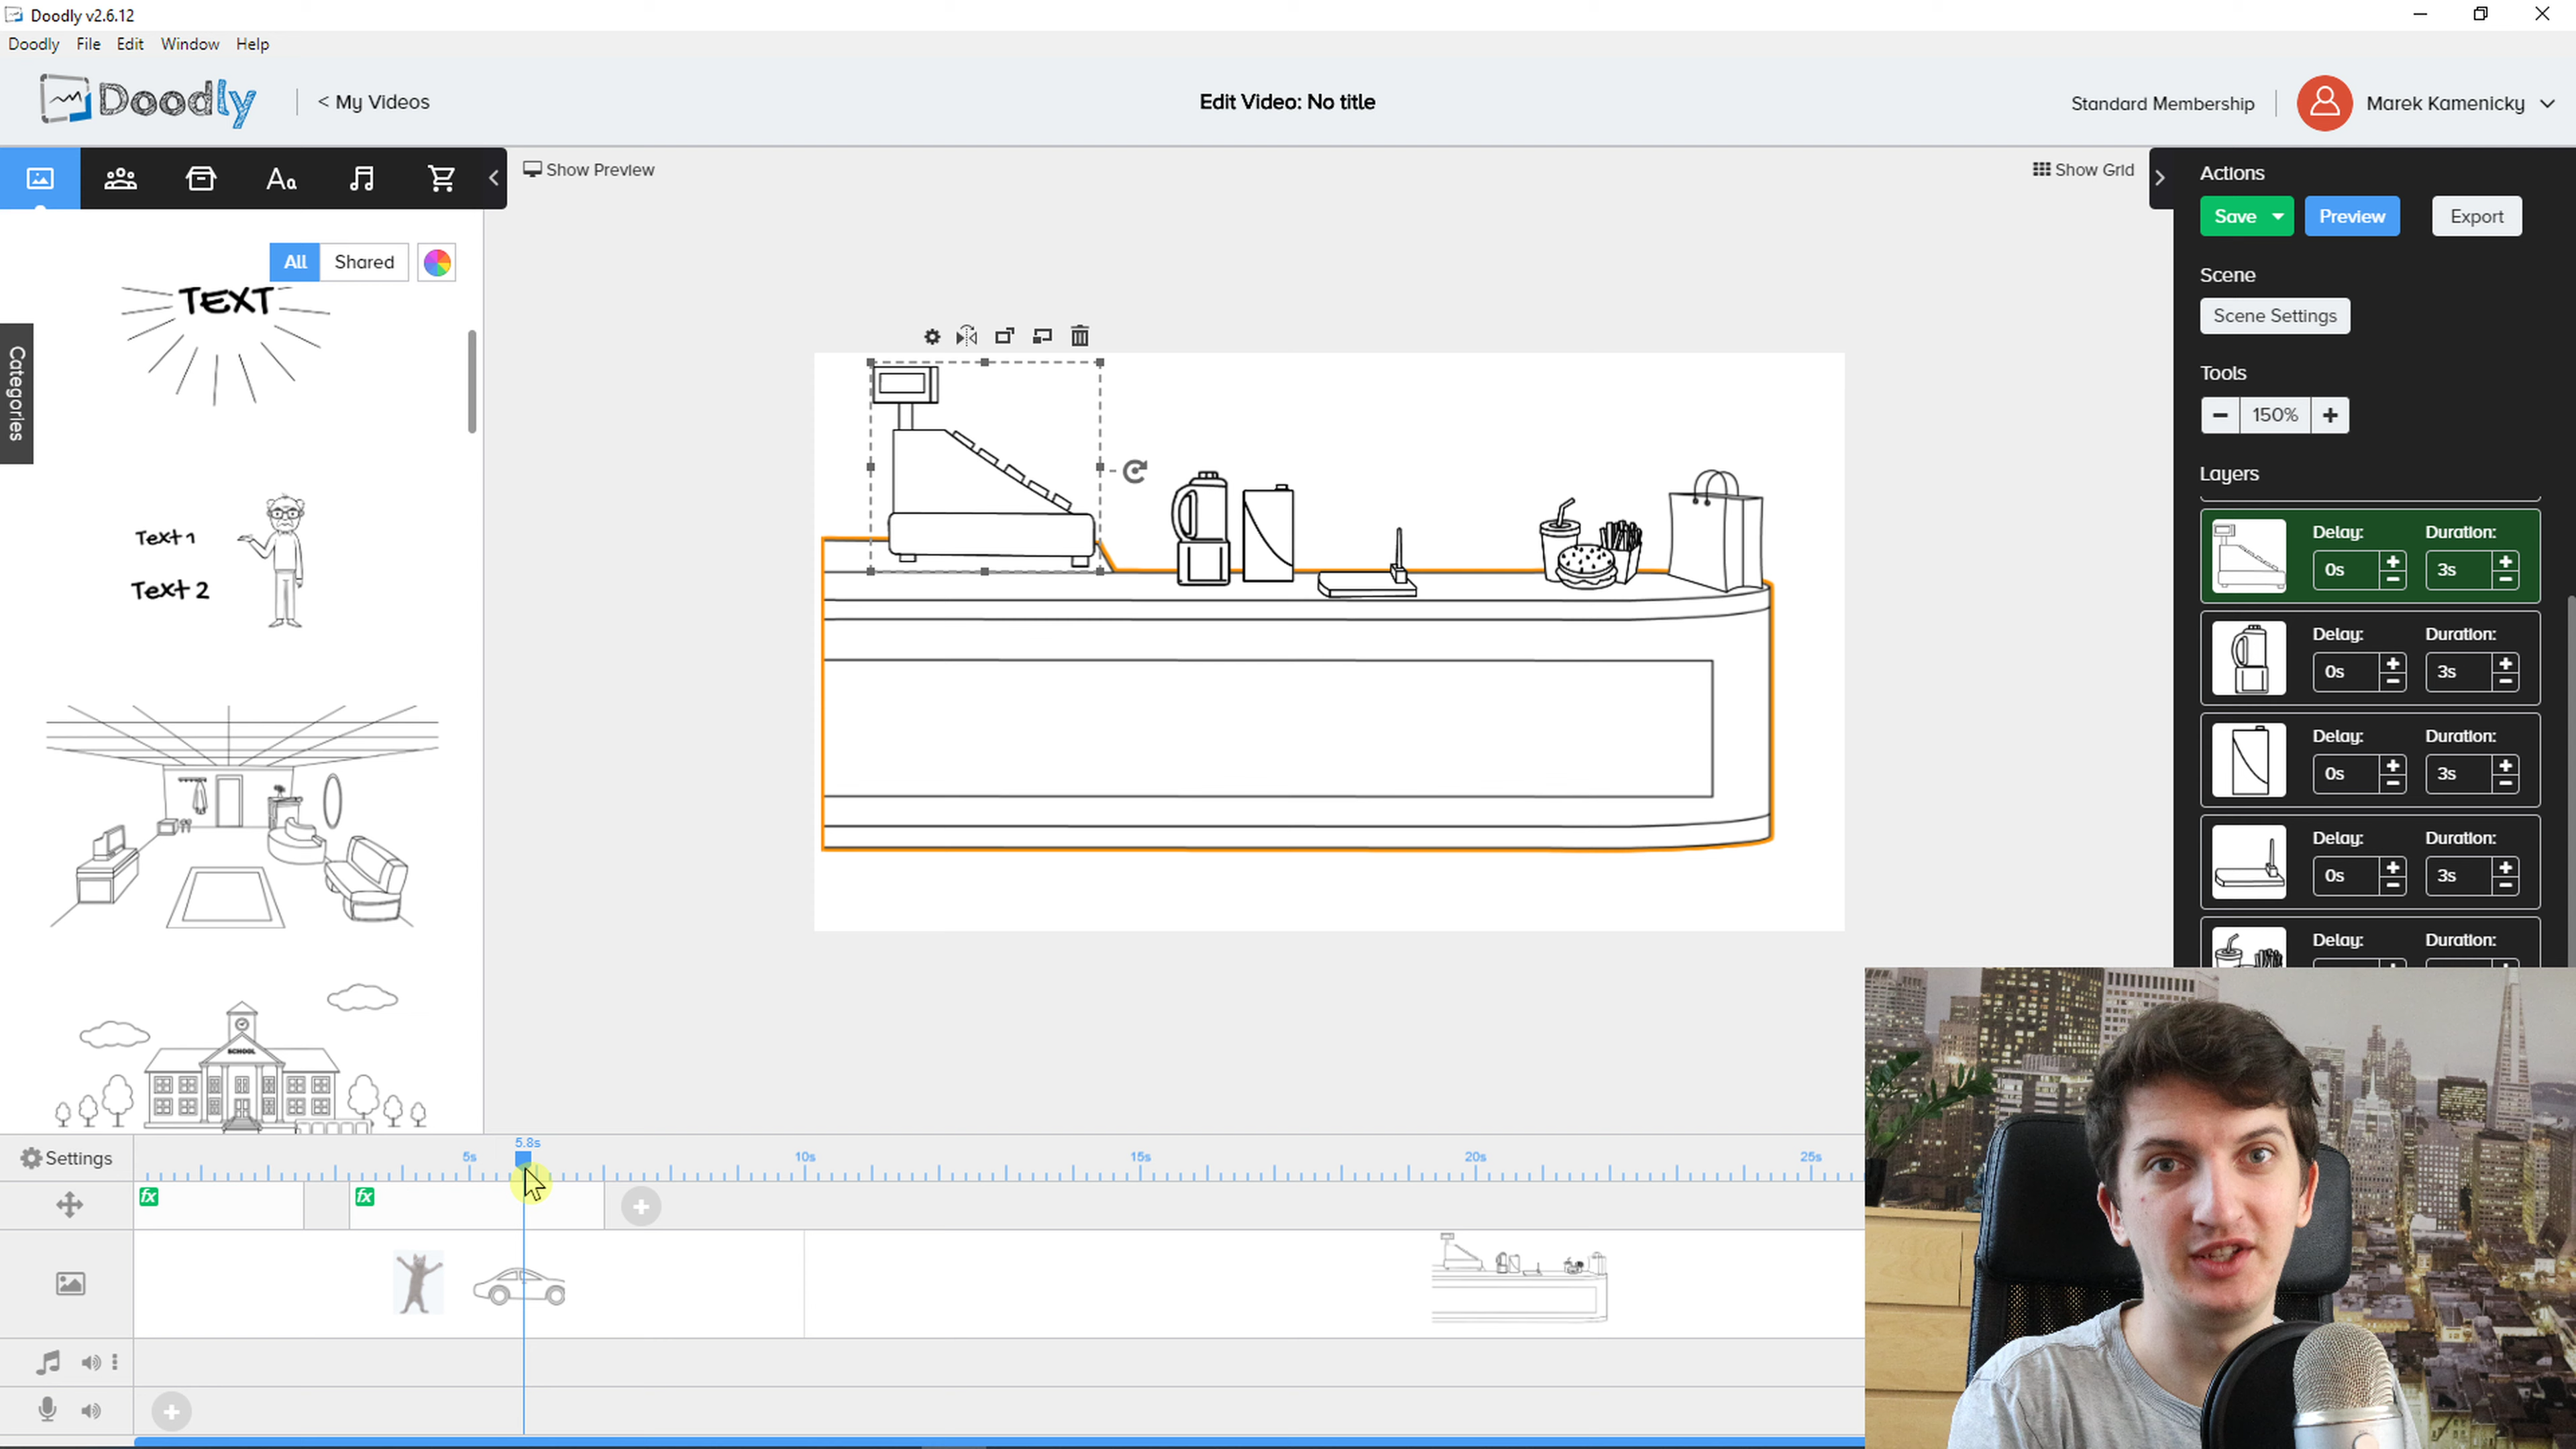 Doodly v2.6.12
Doodly File Edit Window Help
Doodly
< My Videos
Edit Video: No title
Standard Membership
Marek Kamenicky
Aa
Show Preview
Show Grid
Actions
Save
Preview
Export
All Shared
Scene
Scene Settings
TEXT
Categories
Tools
150%
Layers
Delay: Duration:
0s 3s
Text 1
Text 2
Delay: Duration:
0s 3s
Delay: Duration:
0s 3s
Delay: Duration:
0s 3s
Delay: Duration:
SCHOOL
Settings
5s 5.8s 10s 15s 20s 25s
fx fx